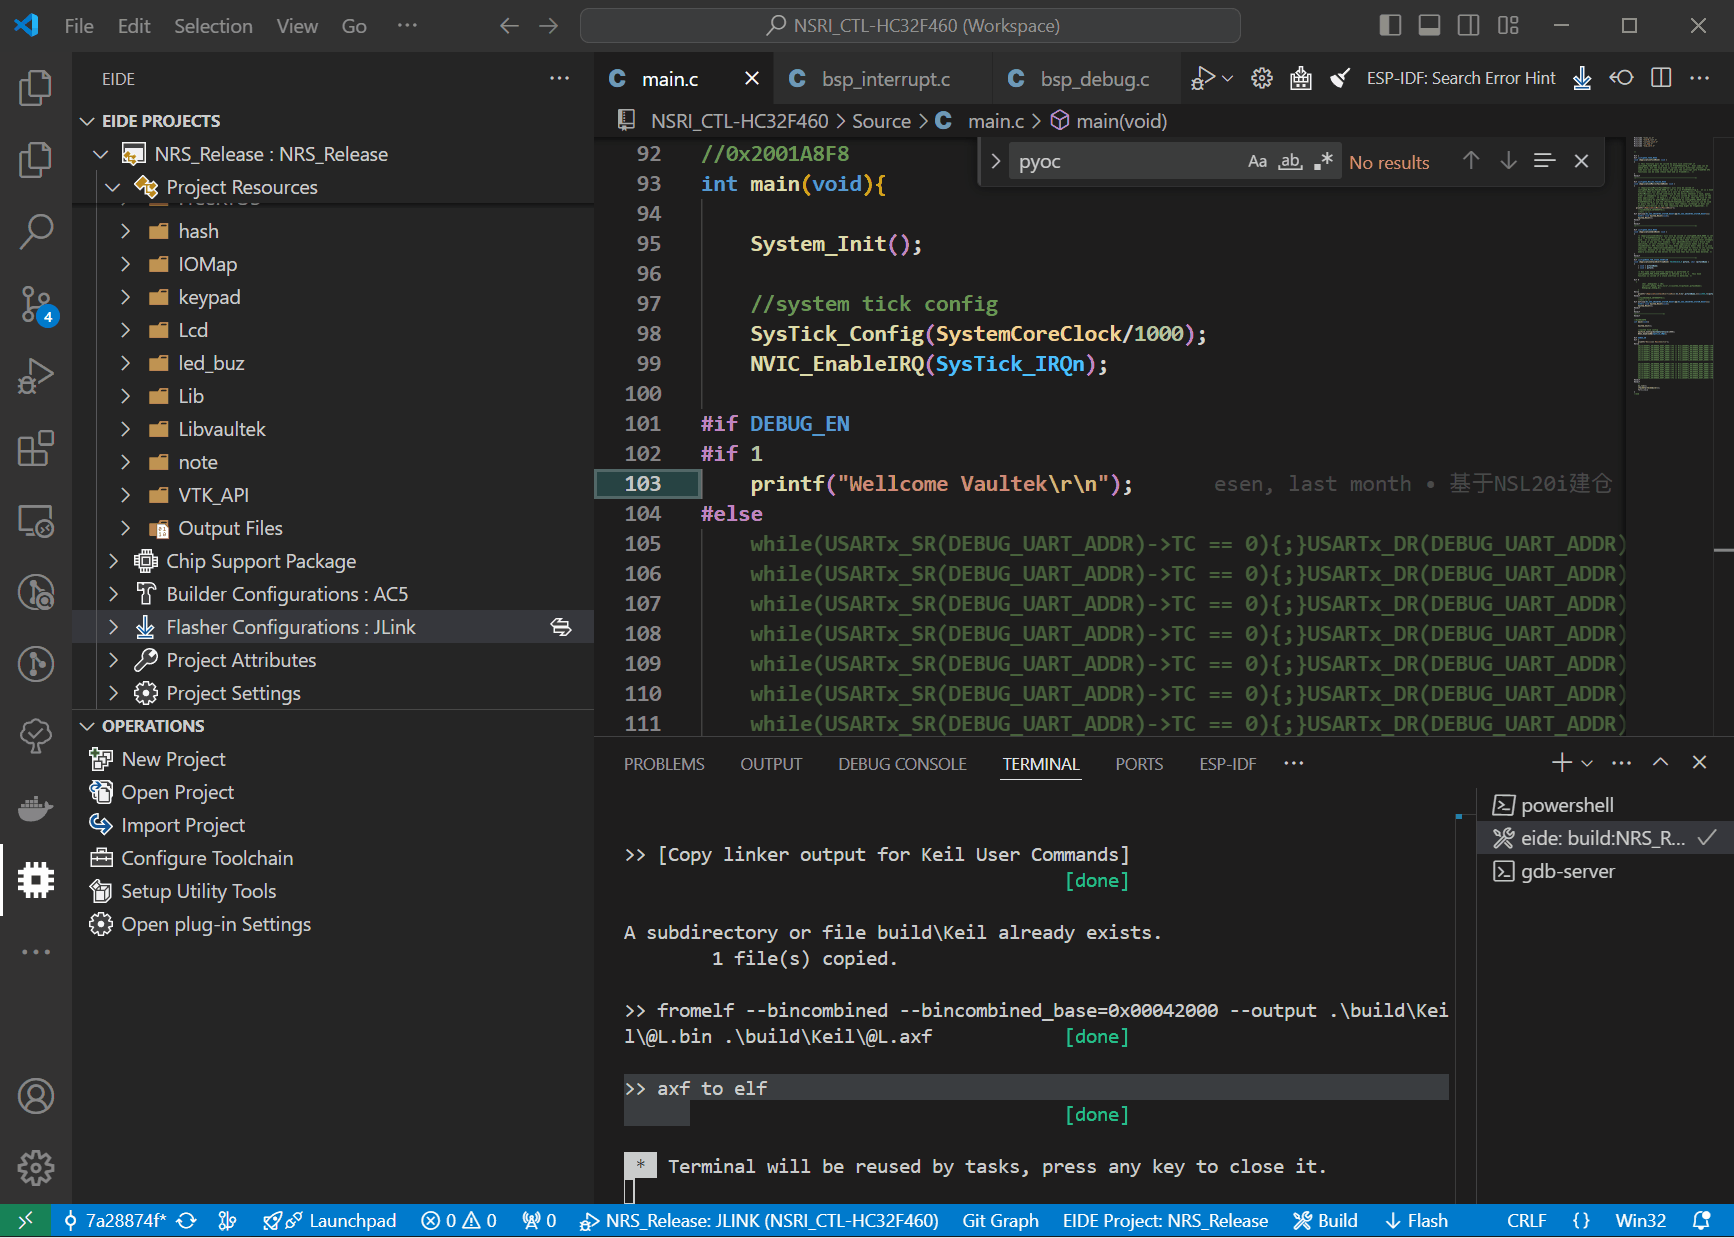 File Edit Selection View Go ···
NSRI_CTL-HC32F460 (Workspace)
EIDE
EIDE PROJECTS
NRS_Release : NRS_Release
Project Resources
hash
IOMap
keypad
Lcd
led_buz
Lib
Libvaultek
note
VTK_API
Output Files
Chip Support Package
Builder Configurations : AC5
Flasher Configurations : JLink
Project Attributes
Project Settings
OPERATIONS
New Project
Open Project
Import Project
Configure Toolchain
Setup Utility Tools
Open plug-in Settings
4
C main.c
C bsp_interrupt.c
C bsp_debug.c
ESP-IDF: Search Error Hint
NSRI_CTL-HC32F460 > Source > C main.c > main(void)
pyoc Aa ab No results
92 //0x2001A8F8
93 int main(void){
94
95 System_Init();
96
97 //system tick config
98 SysTick_Config(SystemCoreClock/1000);
99 NVIC_EnableIRQ(SysTick_IRQn);
100
101 #if DEBUG_EN
102 #if 1
103 printf("Wellcome Vaultek\r\n"); esen, last month • 基于NSL20i建仓
104 #else
105 while(USARTx_SR(DEBUG_UART_ADDR)->TC == 0){;}USARTx_DR(DEBUG_UART_ADDR)
106 while(USARTx_SR(DEBUG_UART_ADDR)->TC == 0){;}USARTx_DR(DEBUG_UART_ADDR)
107 while(USARTx_SR(DEBUG_UART_ADDR)->TC == 0){;}USARTx_DR(DEBUG_UART_ADDR)
108 while(USARTx_SR(DEBUG_UART_ADDR)->TC == 0){;}USARTx_DR(DEBUG_UART_ADDR)
109 while(USARTx_SR(DEBUG_UART_ADDR)->TC == 0){;}USARTx_DR(DEBUG_UART_ADDR)
110 while(USARTx_SR(DEBUG_UART_ADDR)->TC == 0){;}USARTx_DR(DEBUG_UART_ADDR)
111 while(USARTx_SR(DEBUG_UART_ADDR)->TC == 0){;}USARTx_DR(DEBUG_UART_ADDR)
PROBLEMS OUTPUT DEBUG CONSOLE TERMINAL PORTS ESP-IDF ···
>> [Copy linker output for Keil User Commands]
[done]
A subdirectory or file build\Keil already exists.
1 file(s) copied.
>> fromelf --bincombined --bincombined_base=0x00042000 --output .\build\Kei
l\@L.bin .\build\Keil\@L.axf [done]
>> axf to elf
[done]
* Terminal will be reused by tasks, press any key to close it.
powershell
eide: build:NRS_R...
gdb-server
7a28874f* Launchpad 0 0 0 NRS_Release: JLINK (NSRI_CTL-HC32F460) Git Graph EIDE Project: NRS_Release Build Flash CRLF {} Win32